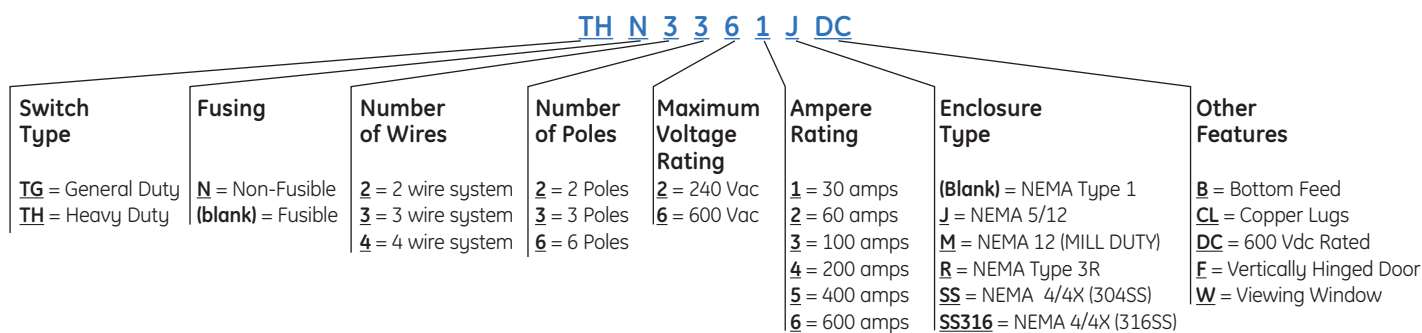 TH N 3 3 6 1 J DC
Switch
Type
TG = General Duty
TH = Heavy Duty
Fusing
N = Non-Fusible
(blank) = Fusible
Number
of Wires
2 = 2 wire system
3 = 3 wire system
4 = 4 wire system
Number
of Poles
2 = 2 Poles
3 = 3 Poles
6 = 6 Poles
Maximum
Voltage
Rating
2 = 240 Vac
6 = 600 Vac
Ampere
Rating
1 = 30 amps
2 = 60 amps
3 = 100 amps
4 = 200 amps
5 = 400 amps
6 = 600 amps
Enclosure
Type
(Blank) = NEMA Type 1
J = NEMA 5/12
M = NEMA 12 (MILL DUTY)
R = NEMA Type 3R
SS = NEMA 4/4X (304SS)
SS316 = NEMA 4/4X (316SS)
Other
Features
B = Bottom Feed
CL = Copper Lugs
DC = 600 Vdc Rated
F = Vertically Hinged Door
W = Viewing Window